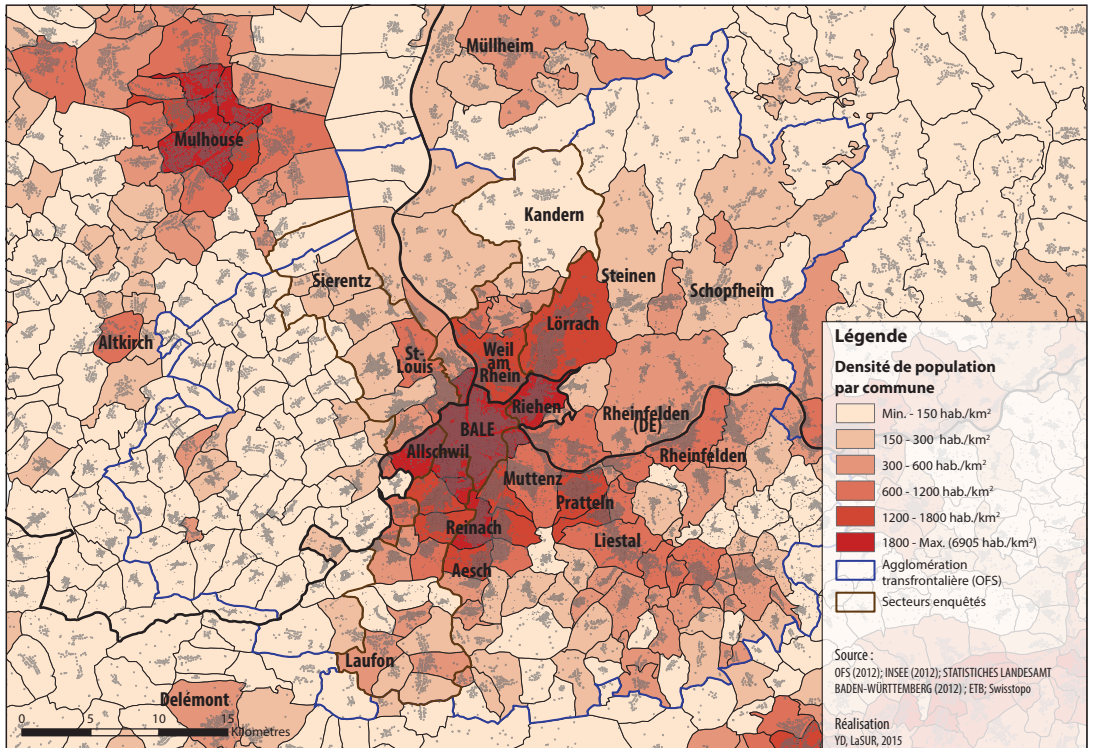 Müllheim
Mulhouse
Kandern
Sierentz
Steinen
Schopfheim
Altkirch
Lörrach
St-
Louis
Weil
am
Rhein
Riehen
Rheinfelden
(DE)
BALE
Allschwil
Rheinfelden
Muttenz
Pratteln
Reinach
Liestal
Aesch
Laufon
Delémont
0 5 10 15
Kilomètres
Légende
Densité de population
par commune
Min. - 150 hab./km²
150 - 300 hab./km²
300 - 600 hab./km²
600 - 1200 hab./km²
1200 - 1800 hab./km²
1800 - Max. (6905 hab./km²)
Agglomération
transfrontalière (OFS)
Secteurs enquêtés
Source :
OFS (2012); INSEE (2012); STATISTICHES LANDESAMT
BADEN-WÜRTTEMBERG (2012) ; ETB; Swisstopo
Réalisation
YD, LaSUR, 2015